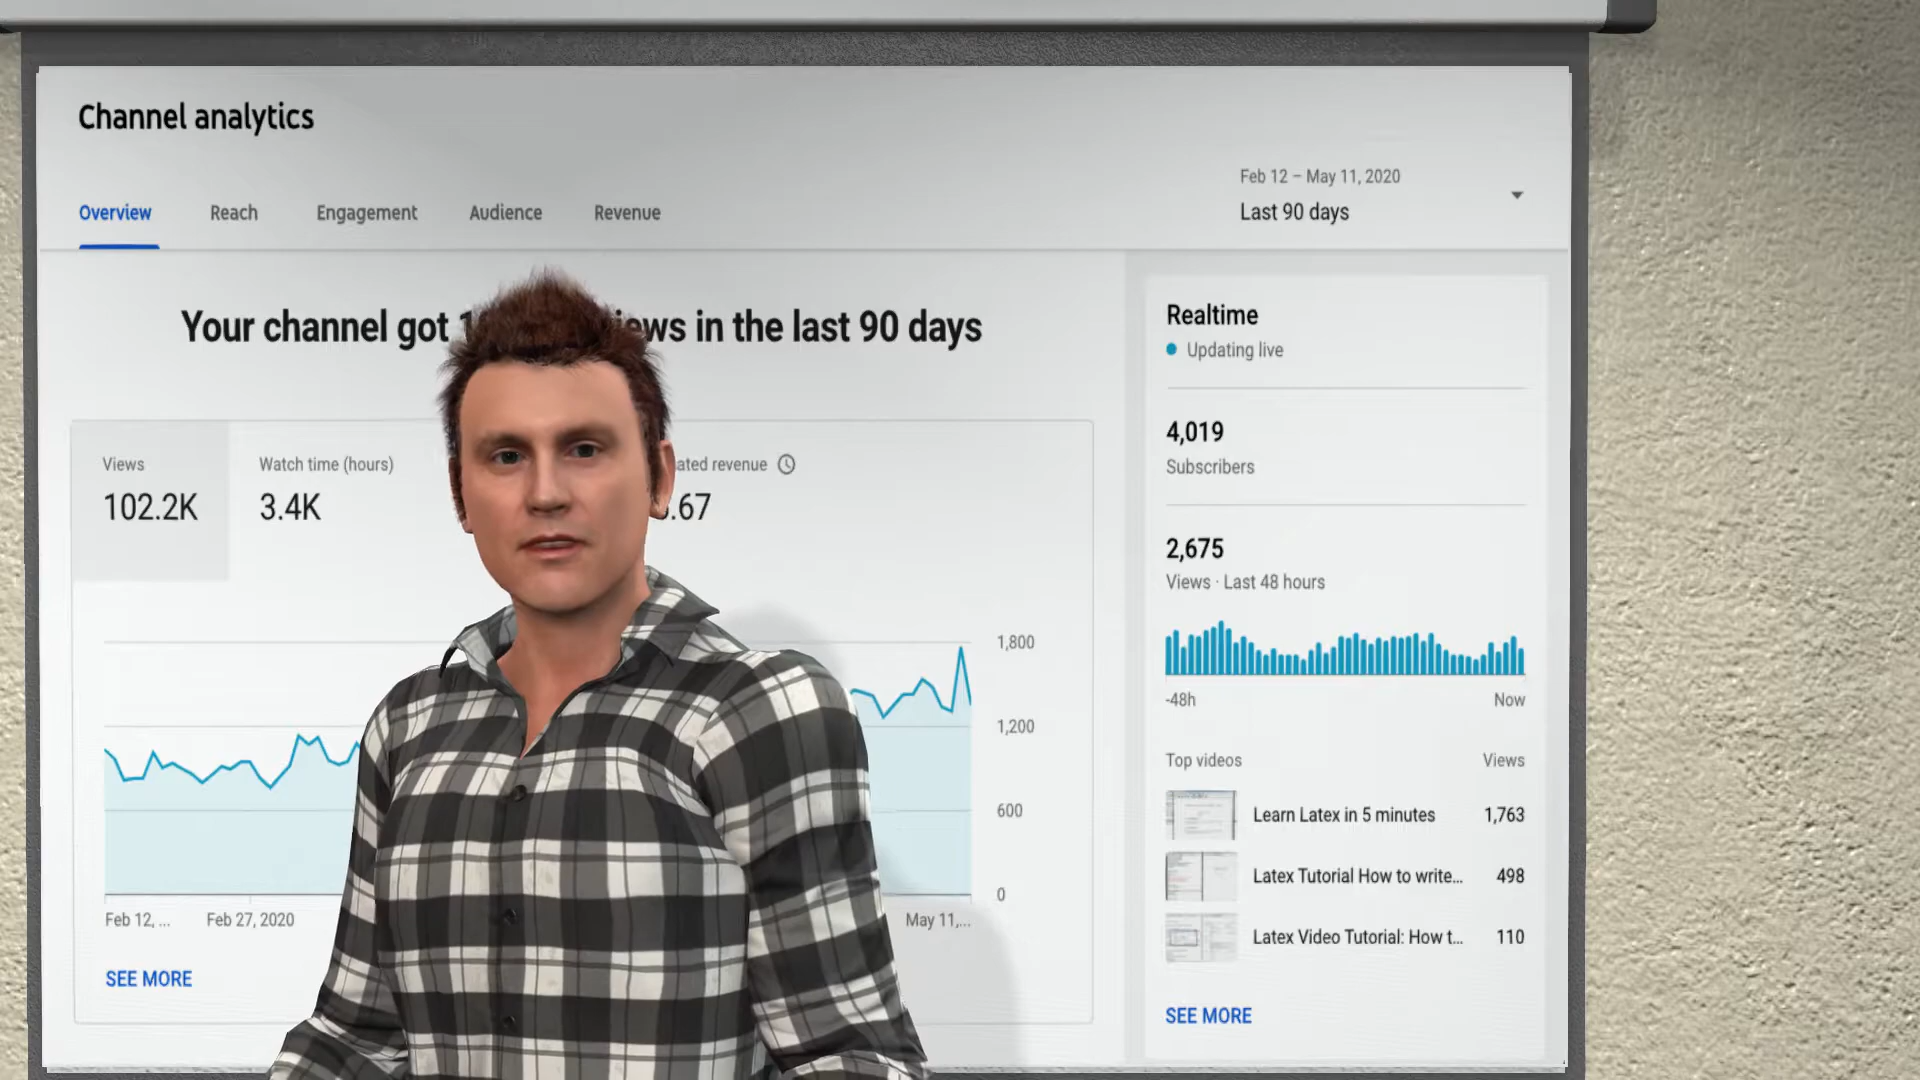 Channel analytics
Feb 12 – May 11, 2020
Last 90 days
Overview Reach Engagement Audience Revenue
Your channel got in the last 90 days
Views
102.2K
Watch time (hours)
3.4K
1,800
1,200
600
0
Feb 12, ... Feb 27, 2020 May 11,...
SEE MORE
Realtime
Updating live
4,019
Subscribers
2,675
Views · Last 48 hours
-48h Now
Top videos Views
Learn Latex in 5 minutes 1,763
Latex Tutorial How to write... 498
Latex Video Tutorial: How t... 110
SEE MORE